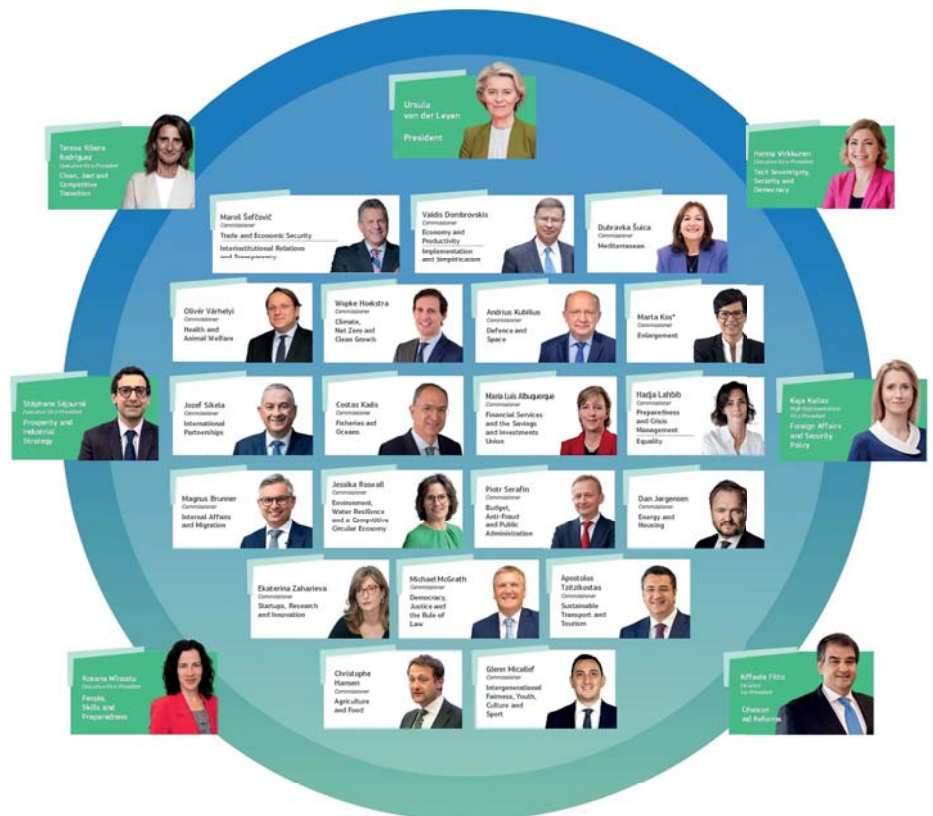 Ursula
von der Leyen
President
Teresa Ribera
Rodríguez
Executive Vice-President
Clean, Just and
Competitive
Transition
Henna Virkkunen
Executive Vice-President
Tech Sovereignty,
Security and
Democracy
Maroš Šefčovič
Commissioner
Trade and Economic Security
Interinstitutional Relations
and Transparency
Valdis Dombrovskis
Commissioner
Economy and
Productivity
Implementation
and Simplification
Dubravka Šuica
Commissioner
Mediterranean
Olivér Várhelyi
Commissioner
Health and
Animal Welfare
Wopke Hoekstra
Commissioner
Climate,
Net Zero and
Clean Growth
Andrius Kubilius
Commissioner
Defence and
Space
Marta Kos*
Commissioner
Enlargement
Stéphane Séjourné
Executive Vice-President
Prosperity and
Industrial
Strategy
Jozef Síkela
Commissioner
International
Partnerships
Costas Kadis
Commissioner
Fisheries and
Oceans
Maria Luís Albuquerque
Commissioner
Financial Services
and the Savings
and Investments
Union
Hadja Lahbib
Commissioner
Preparedness
and Crisis
Management
Equality
Kaja Kallas
High Representative
Vice-President
Foreign Affairs
and Security
Policy
Magnus Brunner
Commissioner
Internal Affairs
and Migration
Jessika Roswall
Commissioner
Environment,
Water Resilience
and a Competitive
Circular Economy
Piotr Serafin
Commissioner
Budget,
Anti-Fraud
and Public
Administration
Dan Jørgensen
Commissioner
Energy and
Housing
Ekaterina Zaharieva
Commissioner
Startups, Research
and Innovation
Michael McGrath
Commissioner
Democracy,
Justice and
the Rule of
Law
Apostolos
Tzitzikostas
Commissioner
Sustainable
Transport and
Tourism
Roxana Mînzatu
Executive Vice-President
People,
Skills and
Preparedness
Christophe
Hansen
Commissioner
Agriculture
and Food
Glenn Micallef
Commissioner
Intergenerational
Fairness, Youth,
Culture and
Sport
Raffaele Fitto
Executive
Vice-President
Cohesion
and Reforms